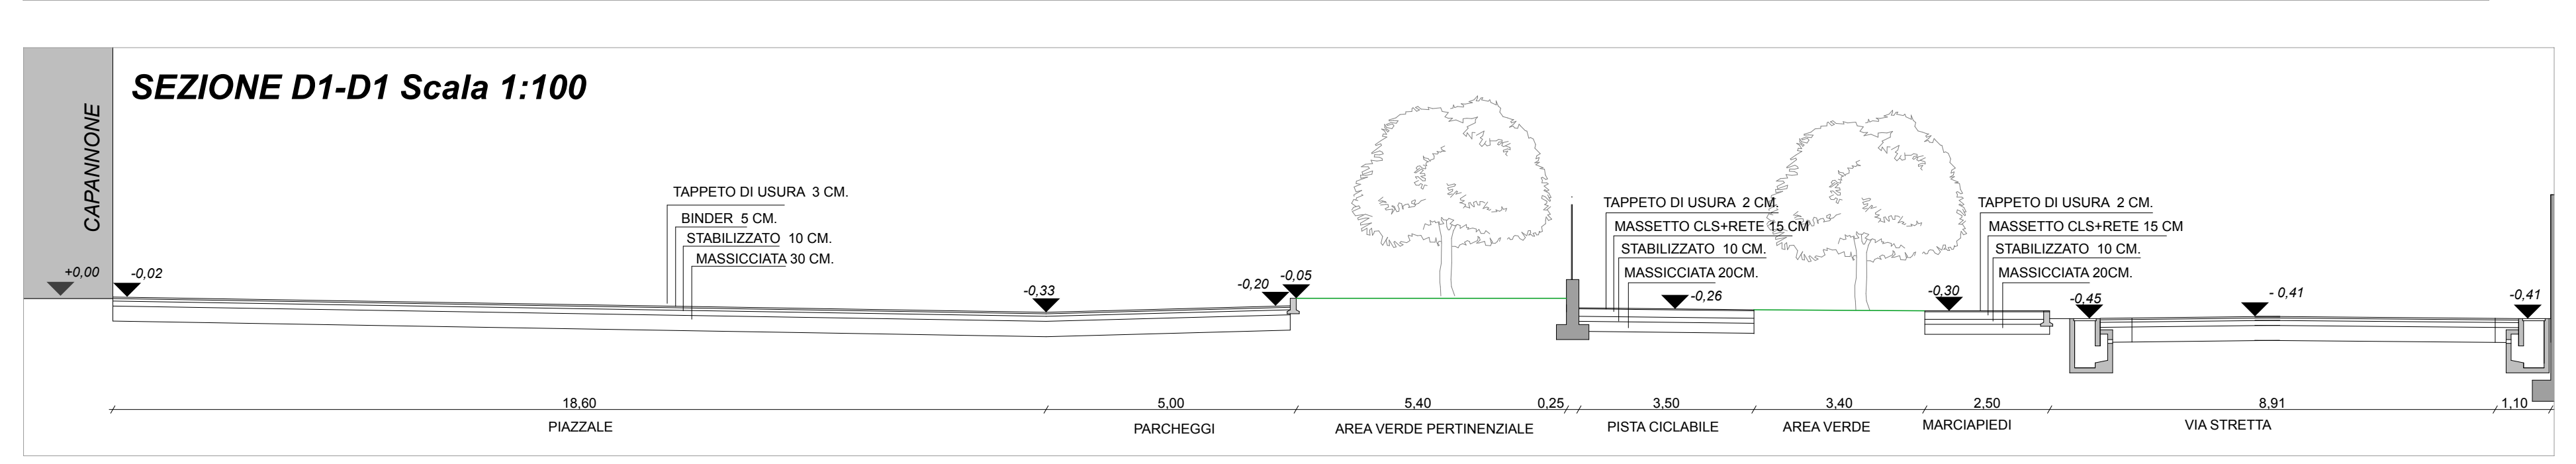 SEZIONE D1-D1 Scala 1:100
CAPANNONE
+0,00
-0,02
TAPPETO DI USURA 3 CM.
BINDER 5 CM.
STABILIZZATO 10 CM.
MASSICCIATA 30 CM.
-0,33
-0,20
-0,05
TAPPETO DI USURA 2 CM.
MASSETTO CLS+RETE 15 CM
STABILIZZATO 10 CM.
MASSICCIATA 20CM.
-0,26
TAPPETO DI USURA 2 CM.
MASSETTO CLS+RETE 15 CM
STABILIZZATO 10 CM.
MASSICCIATA 20CM.
-0,30
-0,45
- 0,41
-0,41
18,60
5,00
5,40
0,25
3,50
3,40
2,50
8,91
1,10
PIAZZALE
PARCHEGGI
AREA VERDE PERTINENZIALE
PISTA CICLABILE
AREA VERDE
MARCIAPIEDI
VIA STRETTA